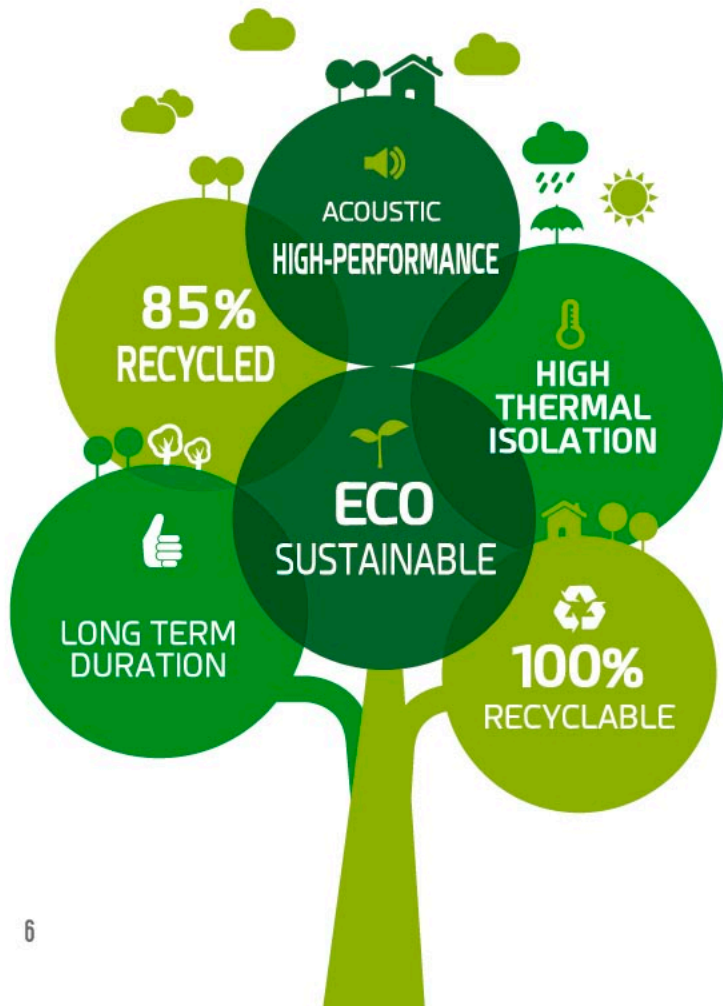 ACOUSTIC
HIGH-PERFORMANCE
85%
RECYCLED
HIGH
THERMAL
ISOLATION
ECO
SUSTAINABLE
LONG TERM
DURATION
100%
RECYCLABLE
6